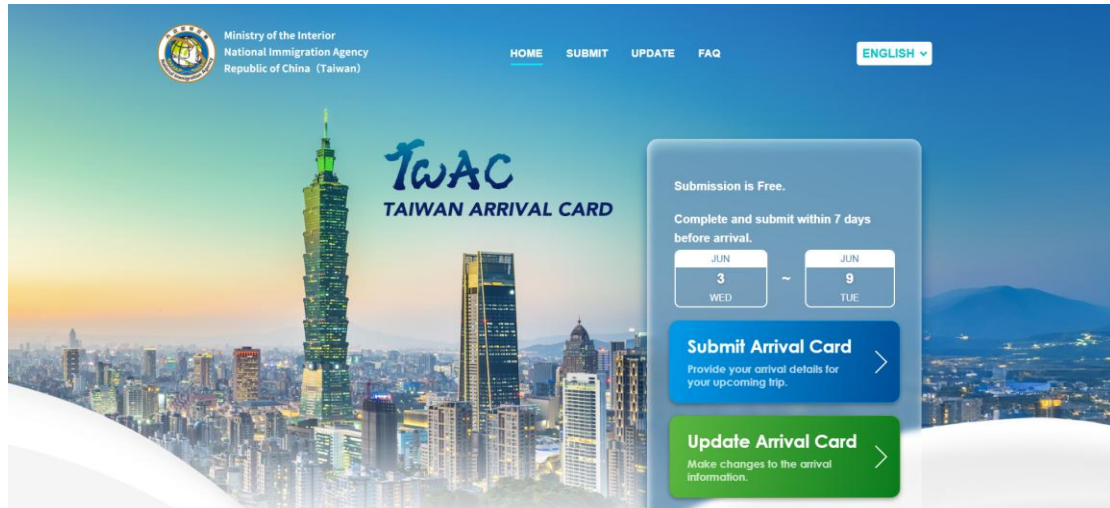 Ministry of the Interior
National Immigration Agency
Republic of China (Taiwan)
HOME SUBMIT UPDATE FAQ
ENGLISH
TWAC
TAIWAN ARRIVAL CARD
Submission is Free.
Complete and submit within 7 days
before arrival.
JUN
3
WED
~
JUN
9
TUE
Submit Arrival Card
Provide your arrival details for
your upcoming trip.
Update Arrival Card
Make changes to the arrival
information.